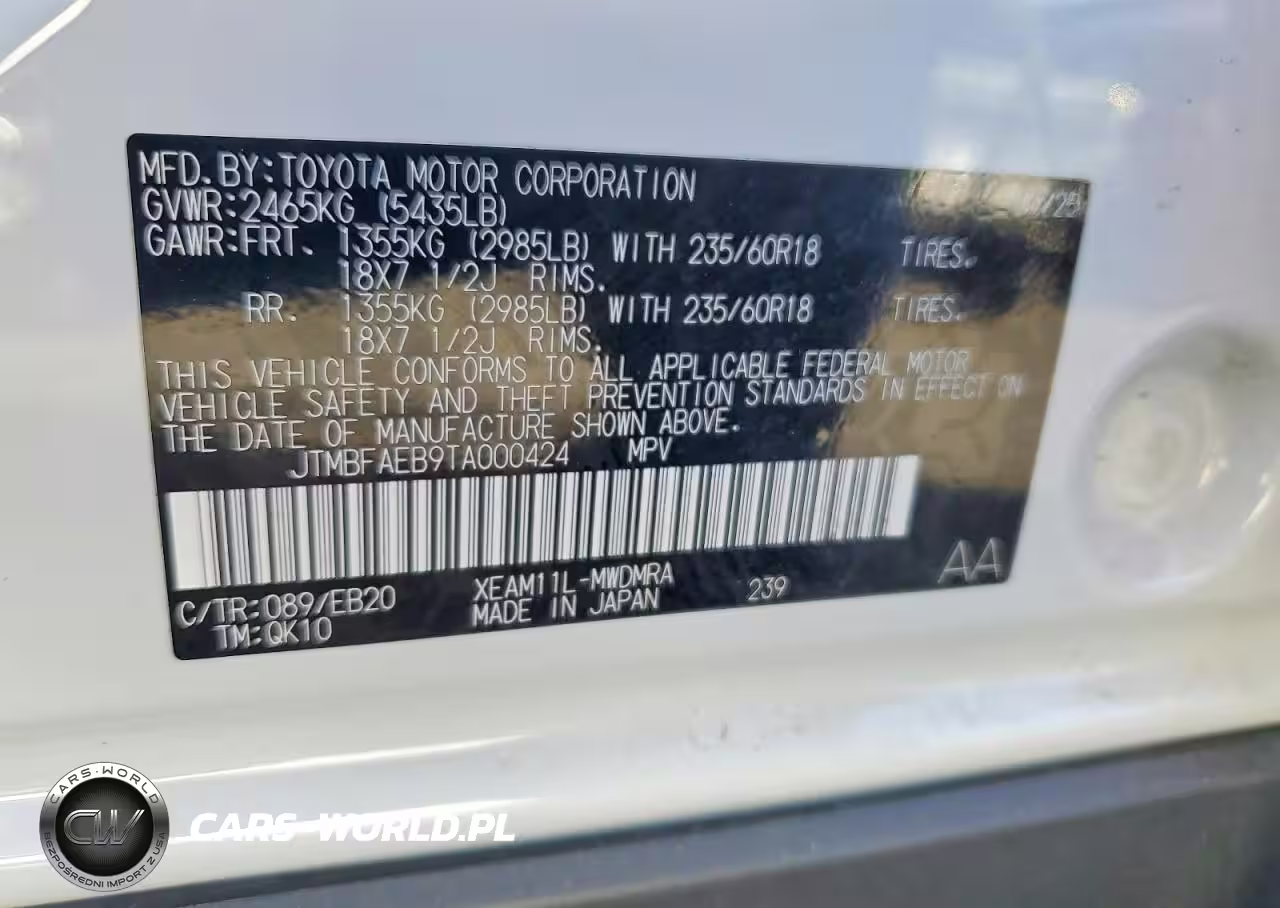 MFD.BY:TOYOTA MOTOR CORPORATION
GVWR:2465KG (5435LB)
GAWR:FRT. 1355KG (2985LB) WITH 235/60R18 TIRES.
18X7 1/2J RIMS.
RR. 1355KG (2985LB) WITH 235/60R18 TIRES.
18X7 1/2J RIMS.
THIS VEHICLE CONFORMS TO ALL APPLICABLE FEDERAL MOTOR
VEHICLE SAFETY AND THEFT PREVENTION STANDARDS IN EFFECT ON
THE DATE OF MANUFACTURE SHOWN ABOVE.
JTMBFAEB9TA000424 MPV
C/TR:089/EB20 XEAM11L-MWDMRA 239 AA
TM:QK10 MADE IN JAPAN
CARS-WORLD
CW
BEZPOŚREDNI IMPORT Z USA
CARS-WORLD.PL